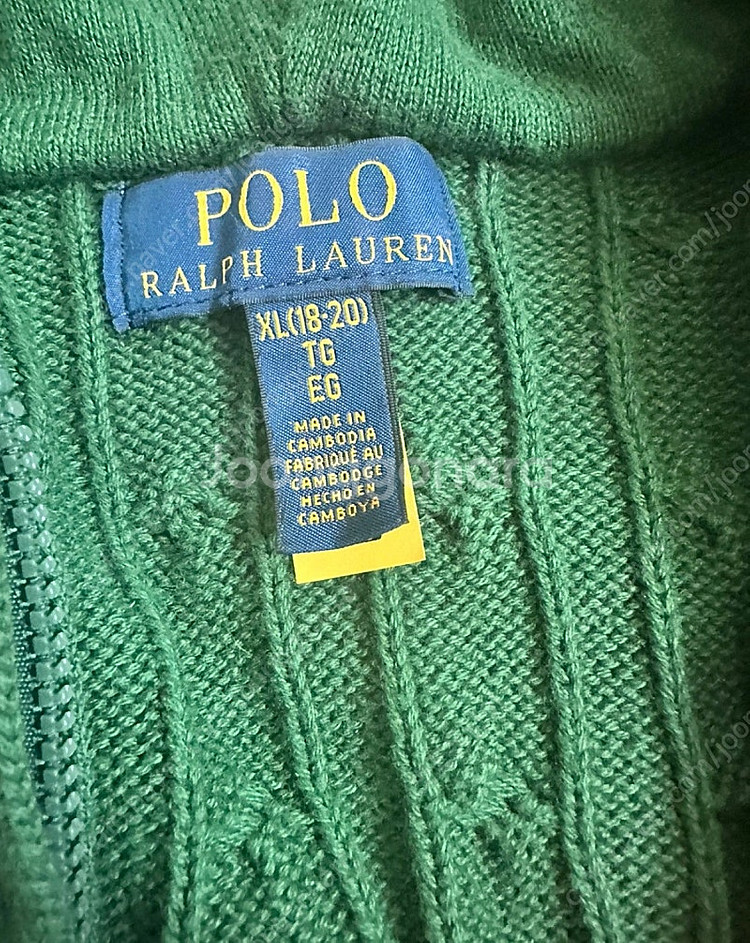 POLO
RALPH LAUREN
XL(18-20)
TG
EG
MADE IN
CAMBODIA
FABRIQUÉ AU
CAMBODGE
HECHO EN
CAMBOYA